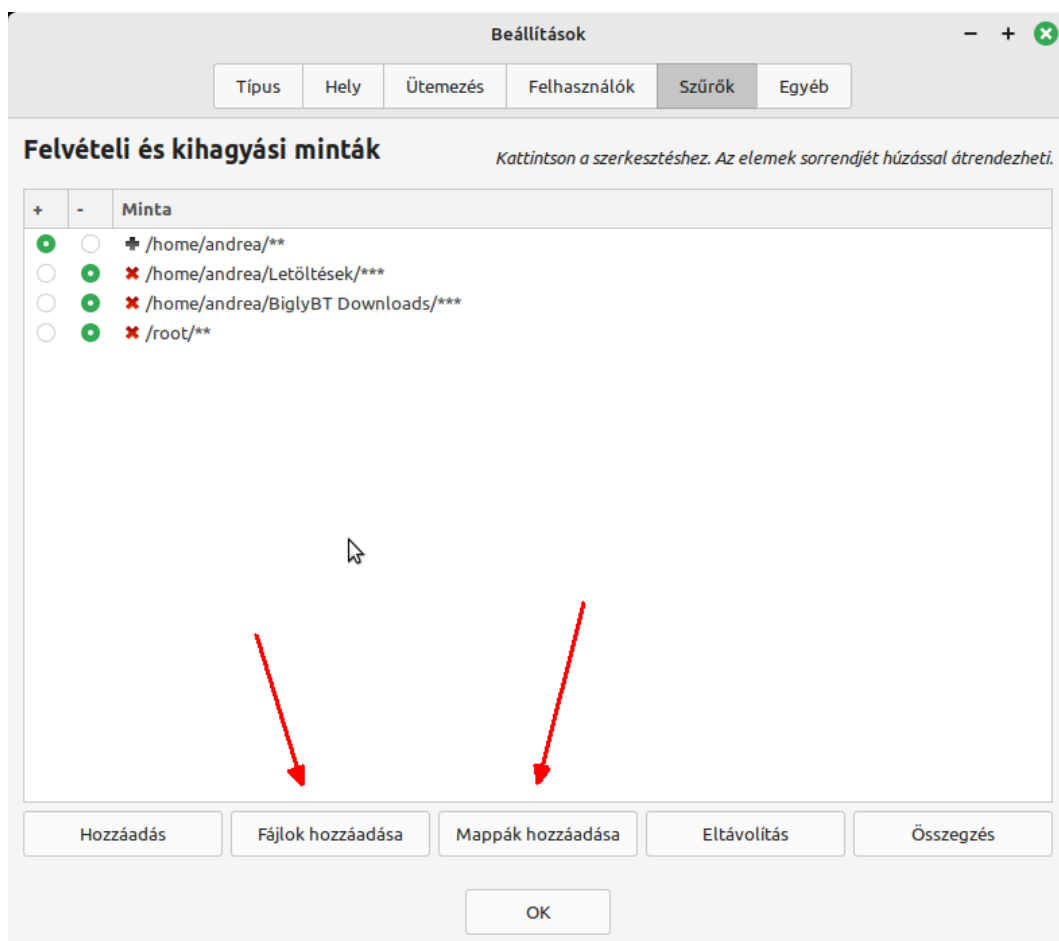 Beállítások
Típus Hely Ütemezés Felhasználók Szűrők Egyéb
Felvételi és kihagyási minták
Kattintson a szerkesztéshez. Az elemek sorrendjét húzással átrendezheti.
+ - Minta
/home/andrea/**
/home/andrea/Letöltések/***
/home/andrea/BiglyBT Downloads/***
/root/**
Hozzáadás Fájlok hozzáadása Mappák hozzáadása Eltávolítás Összegzés
OK